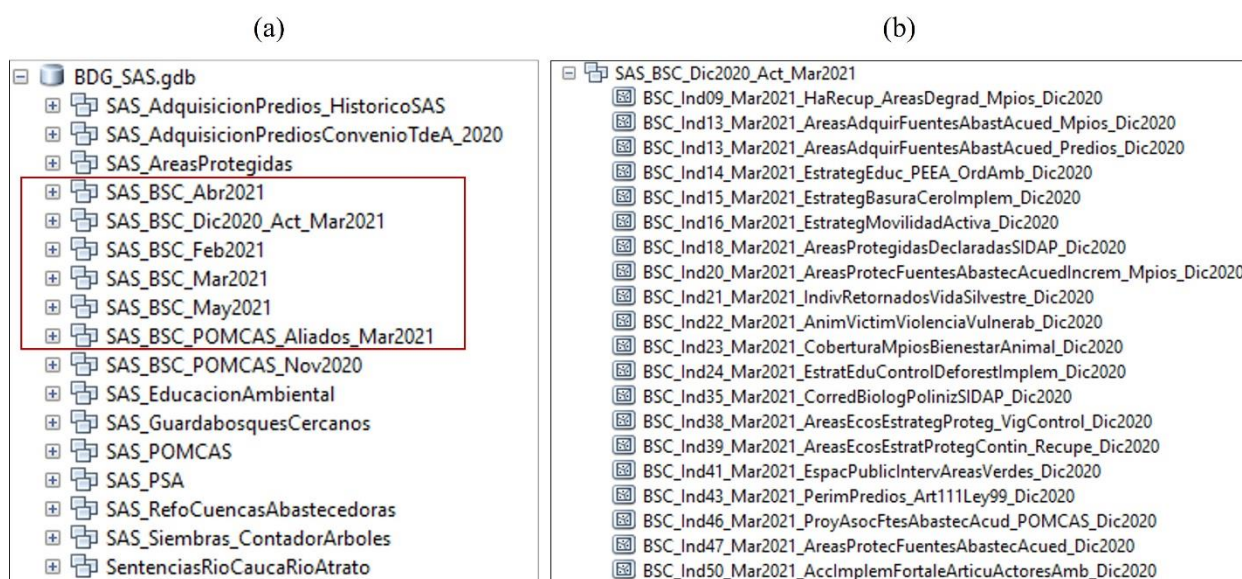 (a)
BDG_SAS.gdb
SAS_AdquisicionPredios_HistoricoSAS
SAS_AdquisicionPrediosConvenioTdeA_2020
SAS_AreasProtegidas
SAS_BSC_Abr2021
SAS_BSC_Dic2020_Act_Mar2021
SAS_BSC_Feb2021
SAS_BSC_Mar2021
SAS_BSC_May2021
SAS_BSC_POMCAS_Aliados_Mar2021
SAS_BSC_POMCAS_Nov2020
SAS_EducacionAmbiental
SAS_GuardabosquesCercanos
SAS_POMCAS
SAS_PSA
SAS_RefoCuencasAbastecedoras
SAS_Siembras_ContadorArboles
SentenciasRioCaucaRioAtrato
(b)
SAS_BSC_Dic2020_Act_Mar2021
BSC_Ind09_Mar2021_HaRecup_AreasDegrad_Mpios_Dic2020
BSC_Ind13_Mar2021_AreasAdquirFuentesAbastAcued_Mpios_Dic2020
BSC_Ind13_Mar2021_AreasAdquirFuentesAbastAcued_Predios_Dic2020
BSC_Ind14_Mar2021_EstrategEduc_PEEA_OrdAmb_Dic2020
BSC_Ind15_Mar2021_EstrategBasuraCeroImplem_Dic2020
BSC_Ind16_Mar2021_EstrategMovilidadActiva_Dic2020
BSC_Ind18_Mar2021_AreasProtegidasDeclaradasSIDAP_Dic2020
BSC_Ind20_Mar2021_AreasProtecFuentesAbastecAcuedIncrem_Mpios_Dic2020
BSC_Ind21_Mar2021_IndivRetornadosVidaSilvestre_Dic2020
BSC_Ind22_Mar2021_AnimVictimViolenciaVulnerab_Dic2020
BSC_Ind23_Mar2021_CoberturaMpiosBienestarAnimal_Dic2020
BSC_Ind24_Mar2021_EstratEduControlDeforestImplem_Dic2020
BSC_Ind35_Mar2021_CorredBiologPolinizSIDAP_Dic2020
BSC_Ind38_Mar2021_AreasEcosEstrategProteg_VigControl_Dic2020
BSC_Ind39_Mar2021_AreasEcosEstratProtegContin_Recupe_Dic2020
BSC_Ind41_Mar2021_EspacPublicIntervAreasVerdes_Dic2020
BSC_Ind43_Mar2021_PerimPredios_Art111Ley99_Dic2020
BSC_Ind46_Mar2021_ProyAsocFtesAbastecAcud_POMCAS_Dic2020
BSC_Ind47_Mar2021_AreasProtecFuentesAbastecAcued_Dic2020
BSC_Ind50_Mar2021_AccImplemFortaleArticuActoresAmb_Dic2020